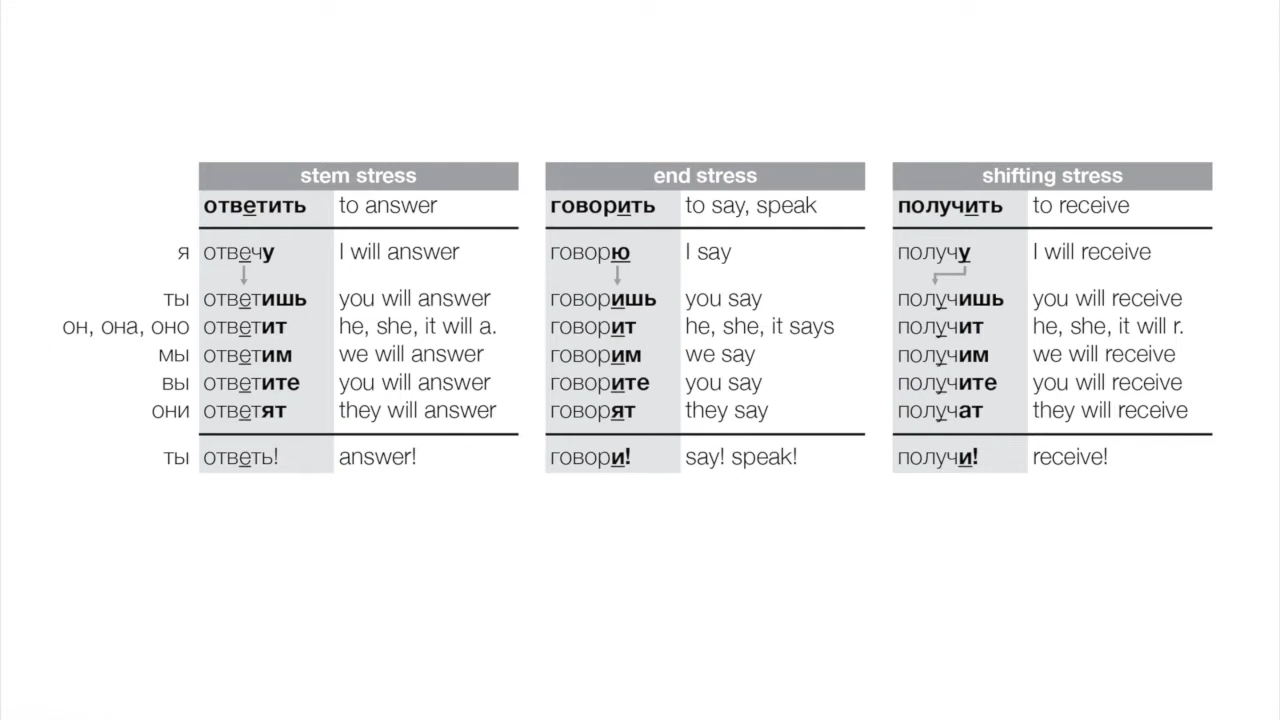 stem stress end stress shifting stress
ответить to answer говорить to say, speak получить to receive
я отвечу I will answer говорю I say получу I will receive
ты ответишь you will answer говоришь you say получишь you will receive
он, она, оно ответит he, she, it will a. говорит he, she, it says получит he, she, it will r.
мы ответим we will answer говорим we say получим we will receive
вы ответите you will answer говорите you say получите you will receive
они ответят they will answer говорят they say получат they will receive
ты ответь! answer! говори! say! speak! получи! receive!